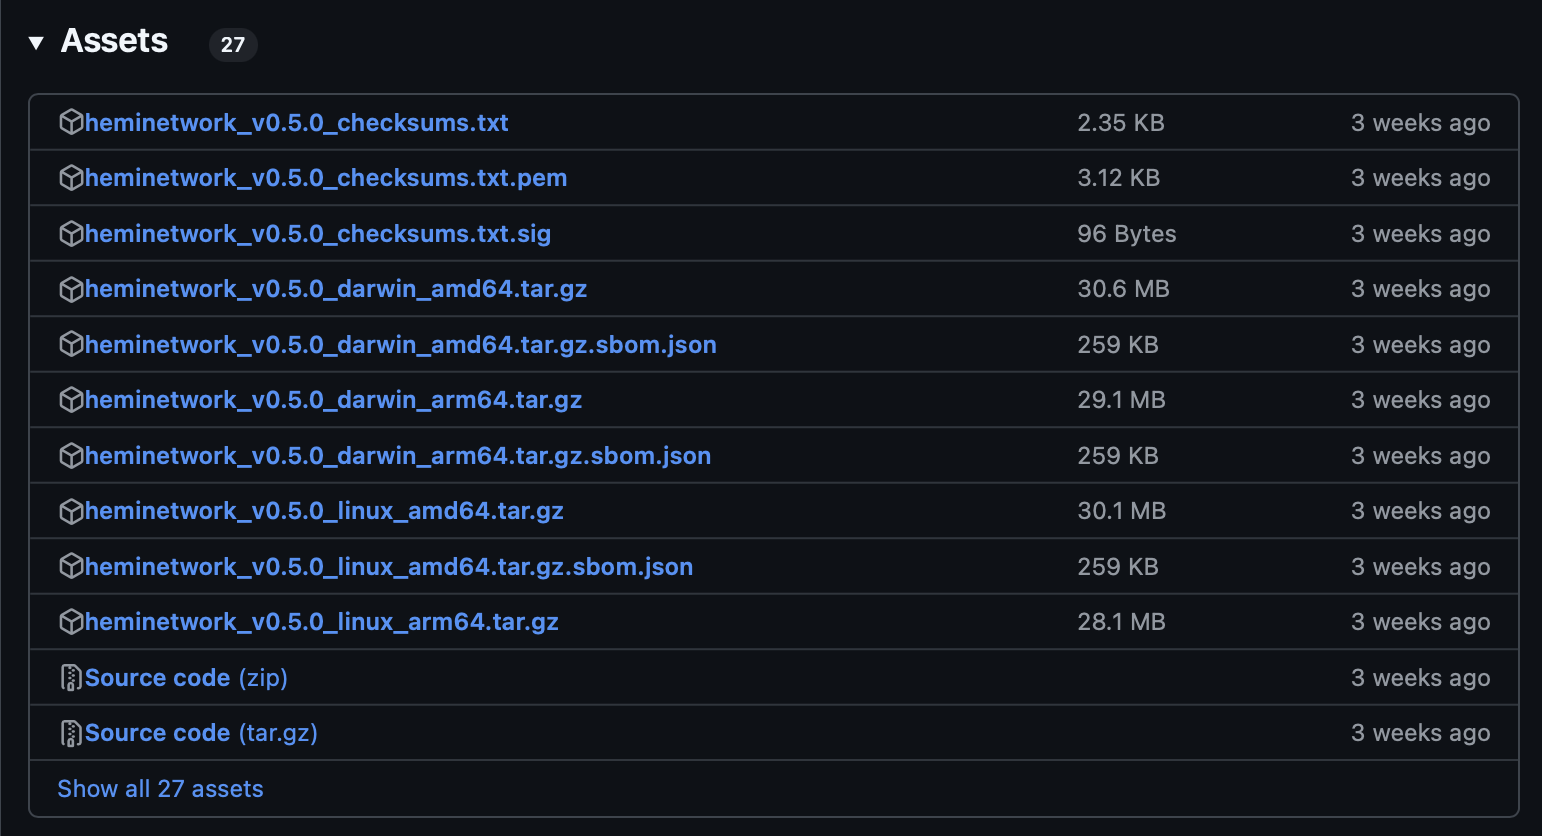 Assets 27
heminetwork_v0.5.0_checksums.txt 2.35 KB 3 weeks ago
heminetwork_v0.5.0_checksums.txt.pem 3.12 KB 3 weeks ago
heminetwork_v0.5.0_checksums.txt.sig 96 Bytes 3 weeks ago
heminetwork_v0.5.0_darwin_amd64.tar.gz 30.6 MB 3 weeks ago
heminetwork_v0.5.0_darwin_amd64.tar.gz.sbom.json 259 KB 3 weeks ago
heminetwork_v0.5.0_darwin_arm64.tar.gz 29.1 MB 3 weeks ago
heminetwork_v0.5.0_darwin_arm64.tar.gz.sbom.json 259 KB 3 weeks ago
heminetwork_v0.5.0_linux_amd64.tar.gz 30.1 MB 3 weeks ago
heminetwork_v0.5.0_linux_amd64.tar.gz.sbom.json 259 KB 3 weeks ago
heminetwork_v0.5.0_linux_arm64.tar.gz 28.1 MB 3 weeks ago
Source code (zip) 3 weeks ago
Source code (tar.gz) 3 weeks ago
Show all 27 assets